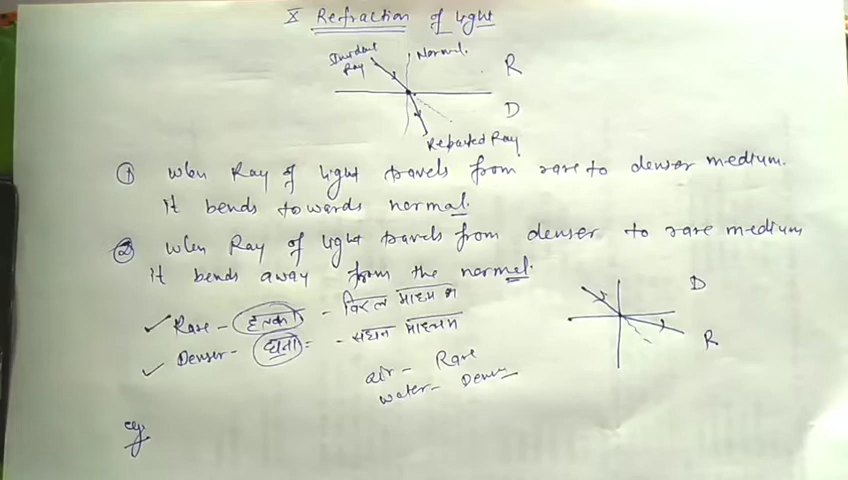 X Refraction of light
Incident Normal.
Ray
R
D
Refracted Ray
① When Ray of light travels from rare to denser medium.
it bends towards normal.
② When Ray of light travels from denser to rare medium
it bends away from the normal.
D
R
Rare - हल्का - विरल माध्यम
Denser - घना - सघन माध्यम
air - Rare
water - Denser
eg